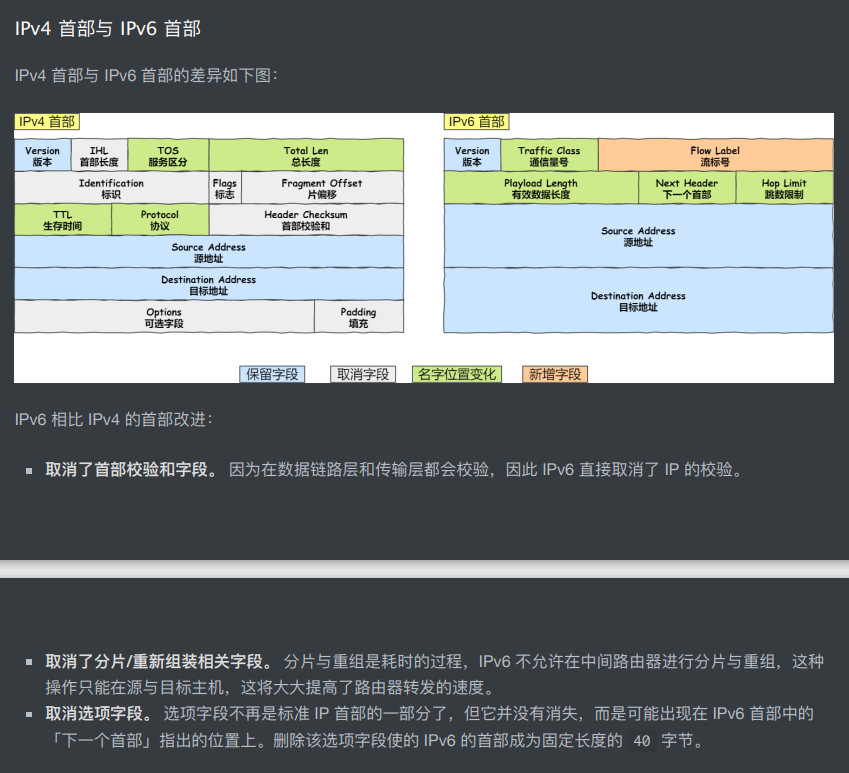 IPv4 首部与 IPv6 首部
IPv4 首部与 IPv6 首部的差异如下图：
IPv4 首部
Version
版本
IHL
首部长度
TOS
服务区分
Total Len
总长度
Identification
标识
Flags
标志
Fragment Offset
片偏移
TTL
生存时间
Protocol
协议
Header Checksum
首部校验和
Source Address
源地址
Destination Address
目标地址
Options
可选字段
Padding
填充
IPv6 首部
Version
版本
Traffic Class
通信量号
Flow Label
流标号
Playload Length
有效数据长度
Next Header
下一个首部
Hop Limit
跳数限制
Source Address
源地址
Destination Address
目标地址
保留字段
取消字段
名字位置变化
新增字段
IPv6 相比 IPv4 的首部改进：
取消了首部校验和字段。 因为在数据链路层和传输层都会校验，因此 IPv6 直接取消了 IP 的校验。
取消了分片/重新组装相关字段。 分片与重组是耗时的过程，IPv6 不允许在中间路由器进行分片与重组，这种
操作只能在源与目标主机，这将大大提高了路由器转发的速度。
取消选项字段。 选项字段不再是标准 IP 首部的一部分了，但它并没有消失，而是可能出现在 IPv6 首部中的
「下一个首部」指出的位置上。删除该选项字段使的 IPv6 的首部成为固定长度的 40 字节。